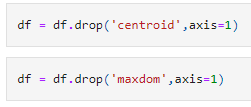 df = df.drop('centroid',axis=1)
df = df.drop('maxdom',axis=1)